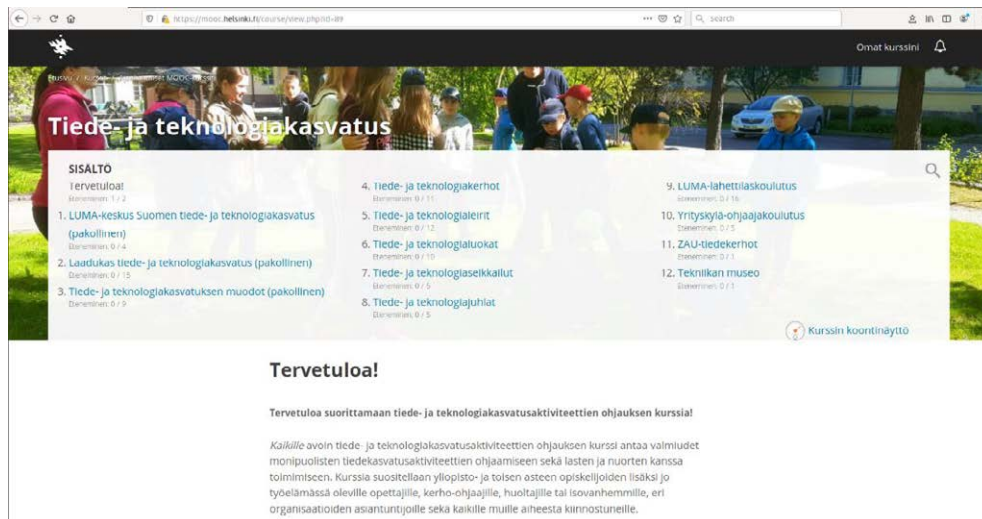 https://mooc.helsinki.fi/course/view.php?id=89
Search
Omat kurssini
Etusivu / Kurssit / MOOC-kurssit
Tiede- ja teknologiakasvatus
SISÄLTÖ
Tervetuloa!
Eteneminen: 1 / 2
1. LUMA-keskus Suomen tiede- ja teknologiakasvatus
(pakollinen)
Eteneminen: 0 / 4
2. Laadukas tiede- ja teknologiakasvatus (pakollinen)
Eteneminen: 0 / 15
3. Tiede- ja teknologiakasvatuksen muodot (pakollinen)
Eteneminen: 0 / 9
4. Tiede- ja teknologiakerhot
Eteneminen: 0 / 11
5. Tiede- ja teknologialeirit
Eteneminen: 0 / 12
6. Tiede- ja teknologialuokat
Eteneminen: 0 / 10
7. Tiede- ja teknologiaseikkailut
Eteneminen: 0 / 5
8. Tiede- ja teknologiajuhlat
Eteneminen: 0 / 5
9. LUMA-lähettiläskoulutus
Eteneminen: 0 / 16
10. Yrityskylä-ohjaajakoulutus
Eteneminen: 0 / 5
11. ZAU-tiedekerhot
Eteneminen: 0 / 1
12. Tekniikan museo
Eteneminen: 0 / 1
Kurssin koontinäyttö
Tervetuloa!
Tervetuloa suorittamaan tiede- ja teknologiakasvatusaktiviteettien ohjauksen kurssia!
Kaikille avoin tiede- ja teknologiakasvatusaktiviteettien ohjauksen kurssi antaa valmiudet
monipuolisten tiedekasvatusaktiviteettien ohjaamiseen sekä lasten ja nuorten kanssa
toimimiseen. Kurssia suositellaan yliopisto- ja toisen asteen opiskelijoiden lisäksi jo
työelämässä oleville opettajille, kerho-ohjaajille, huoltajille tai isovanhemmille, eri
organisaatioiden asiantuntijoille sekä kaikille muille aiheesta kiinnostuneille.